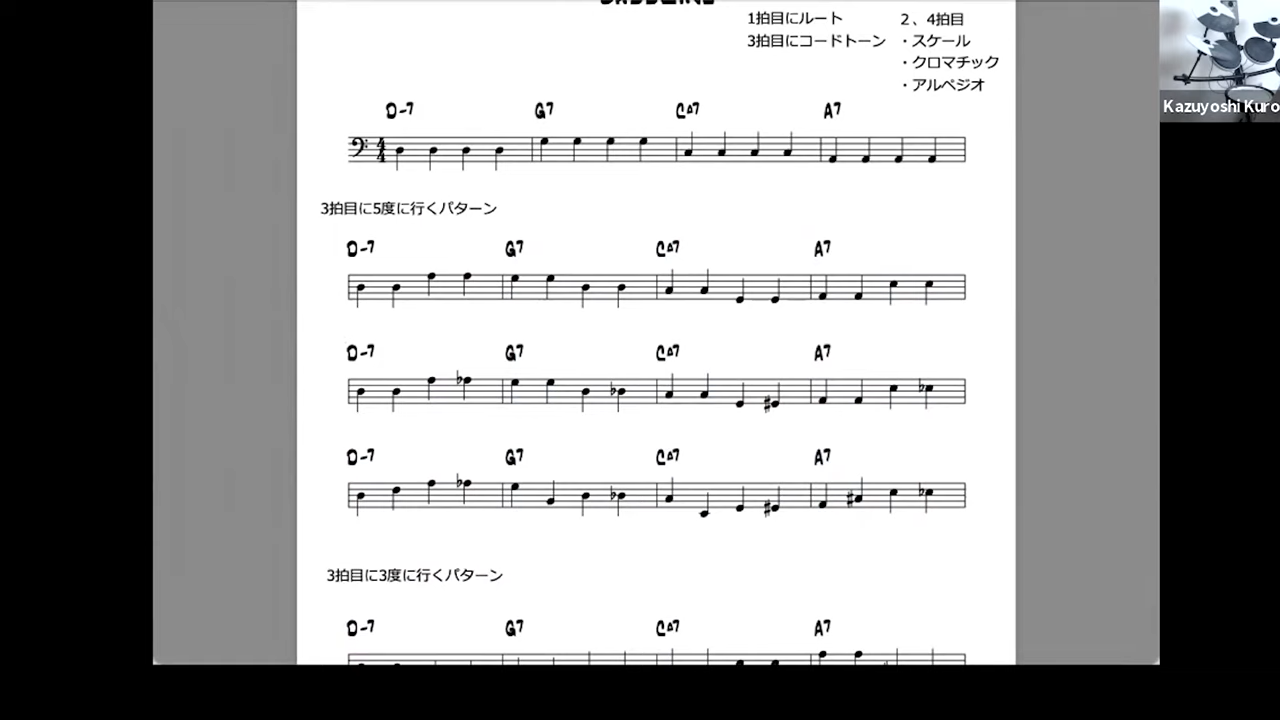 1拍目にルート
2、4拍目
3拍目にコードトーン
・スケール
・クロマチック
・アルペジオ
Kazuyoshi Kuro
D-7 G7 C△7 A7
3拍目に5度に行くパターン
D-7 G7 C△7 A7
D-7 G7 C△7 A7
D-7 G7 C△7 A7
3拍目に3度に行くパターン
D-7 G7 C△7 A7